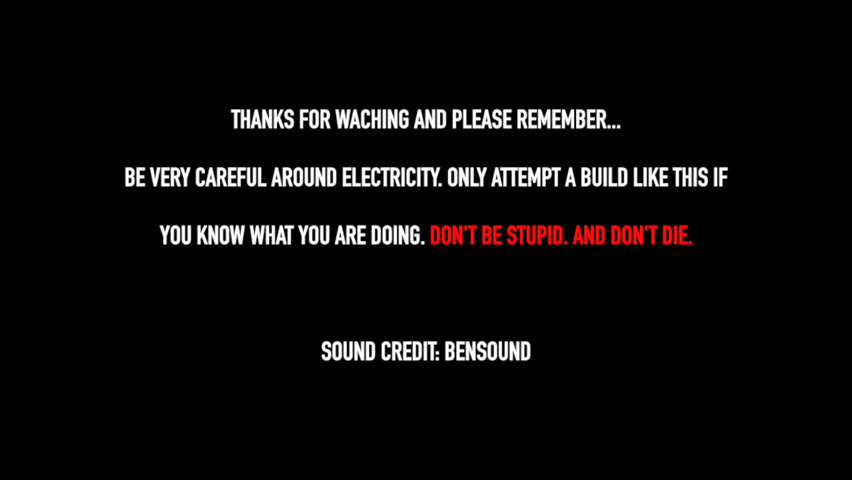 THANKS FOR WACHING AND PLEASE REMEMBER...
BE VERY CAREFUL AROUND ELECTRICITY. ONLY ATTEMPT A BUILD LIKE THIS IF
YOU KNOW WHAT YOU ARE DOING. DON'T BE STUPID. AND DON'T DIE.
SOUND CREDIT: BENSOUND